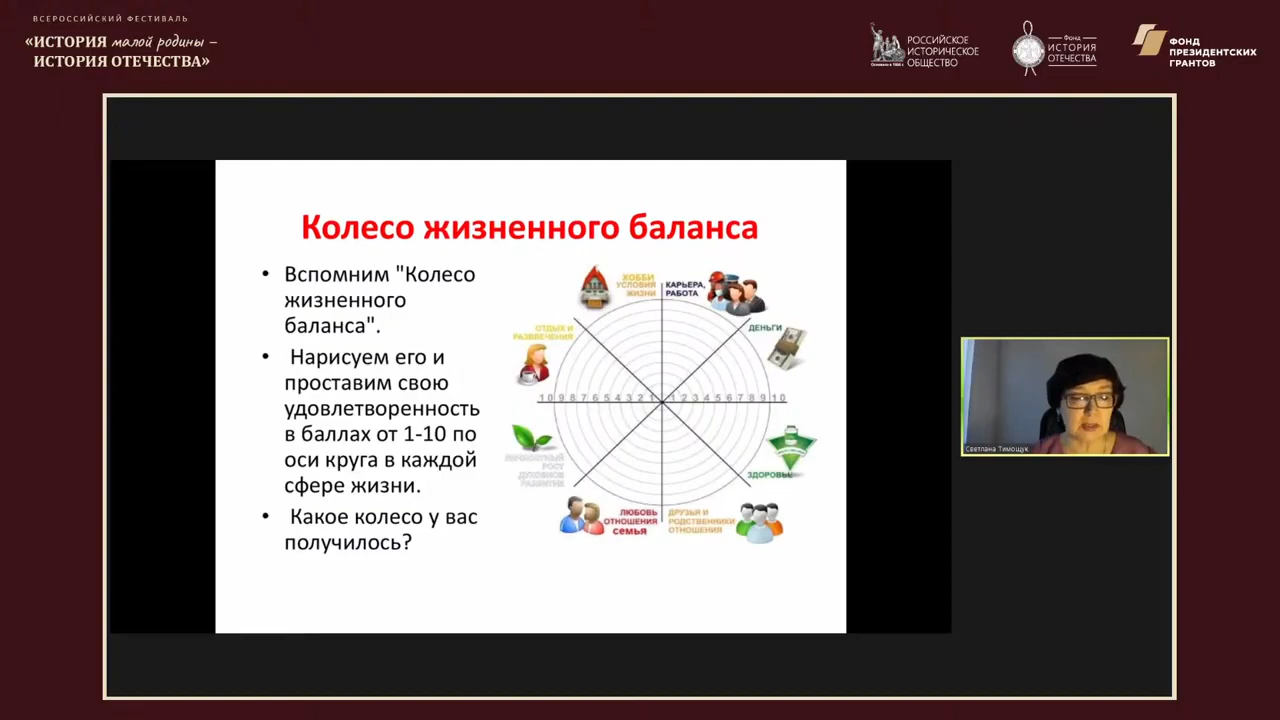 ВСЕРОССИЙСКИЙ ФЕСТИВАЛЬ
«ИСТОРИЯ малой родины –
ИСТОРИЯ ОТЕЧЕСТВА»
РОССИЙСКОЕ
ИСТОРИЧЕСКОЕ
ОБЩЕСТВО
Фонд
ИСТОРИЯ
ОТЕЧЕСТВА
ФОНД
ПРЕЗИДЕНТСКИХ
ГРАНТОВ
Колесо жизненного баланса
• Вспомним "Колесо
жизненного
баланса".
• Нарисуем его и
проставим свою
удовлетворенность
в баллах от 1-10 по
оси круга в каждой
сфере жизни.
• Какое колесо у вас
получилось?
ХОББИ
УСЛОВИЯ
ЖИЗНИ
КАРЬЕРА,
РАБОТА
ОТДЫХ И
РАЗВЛЕЧЕНИЯ
ДЕНЬГИ
10 9 8 7 6 5 4 3 2 1 1 2 3 4 5 6 7 8 9 10
ЛИЧНОСТНЫЙ
РОСТ
ДУХОВНОЕ
РАЗВИТИЕ
ЗДОРОВЬЕ
ЛЮБОВЬ
ОТНОШЕНИЯ
семья
ДРУЗЬЯ И
РОДСТВЕННИКИ
ОТНОШЕНИЯ
Светлана Тимощук